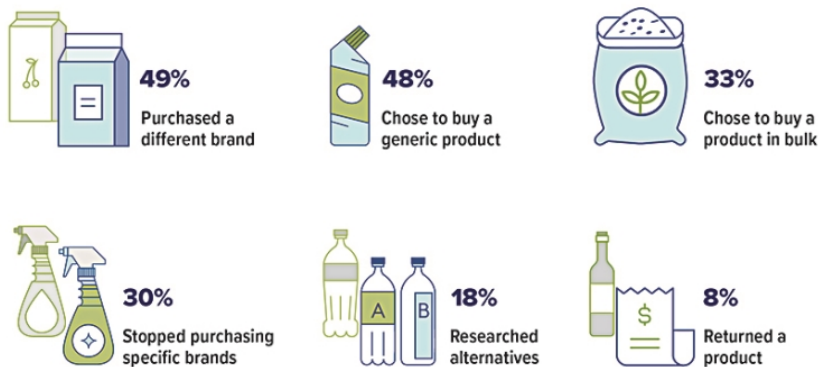 49%
Purchased a
different brand
48%
Chose to buy a
generic product
33%
Chose to buy a
product in bulk
30%
Stopped purchasing
specific brands
A
B
18%
Researched
alternatives
$
8%
Returned a
product